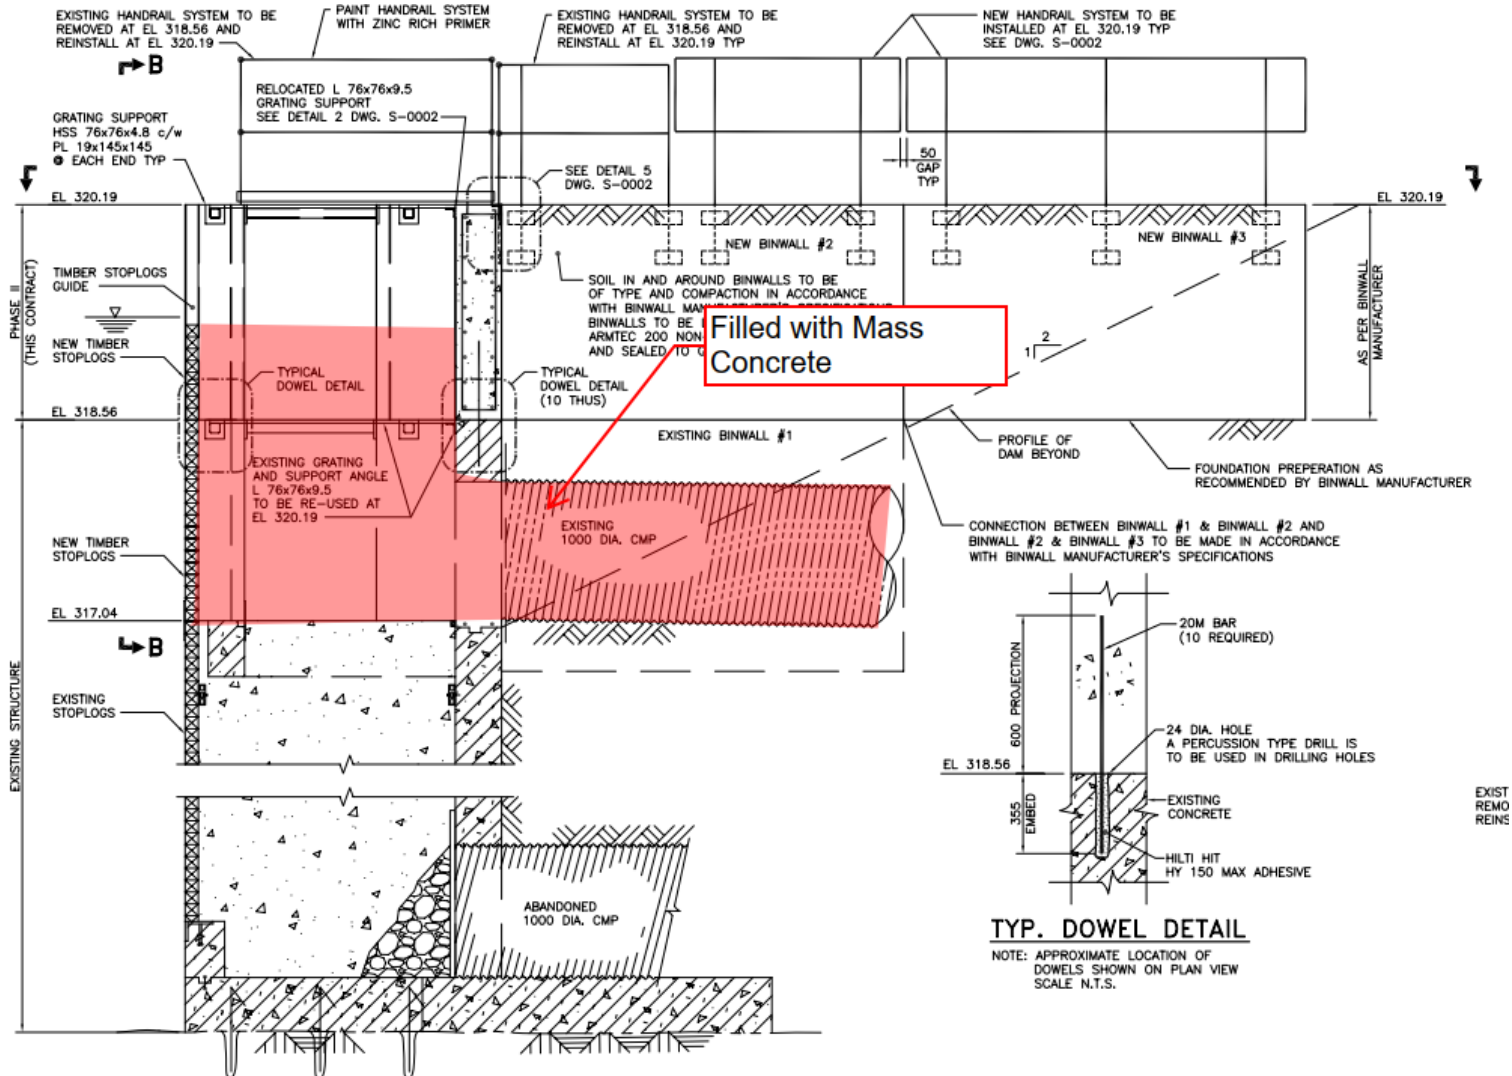 EXISTING HANDRAIL SYSTEM TO BE
REMOVED AT EL 318.56 AND
REINSTALL AT EL 320.19
PAINT HANDRAIL SYSTEM
WITH ZINC RICH PRIMER
EXISTING HANDRAIL SYSTEM TO BE
REMOVED AT EL 318.56 AND
REINSTALL AT EL 320.19 TYP
NEW HANDRAIL SYSTEM TO BE
INSTALLED AT EL 320.19 TYP
SEE DWG. S-0002
B
RELOCATED L 76x76x9.5
GRATING SUPPORT
SEE DETAIL 2 DWG. S-0002
GRATING SUPPORT
HSS 76x76x4.8 c/w
PL 19x145x145
@ EACH END TYP
SEE DETAIL 5
DWG. S-0002
50
GAP
TYP
EL 320.19
EL 320.19
NEW BINWALL #2
NEW BINWALL #3
PHASE II
(THIS CONTRACT)
TIMBER STOPLOGS
GUIDE
SOIL IN AND AROUND BINWALLS TO BE
OF TYPE AND COMPACTION IN ACCORDANCE
WITH BINWALL
BINWALLS TO BE
ARMTEC 200
AND SEALED TO
Filled with Mass
Concrete
AS PER BINWALL
MANUFACTURER
2
1
NEW TIMBER
STOPLOGS
TYPICAL
DOWEL DETAIL
TYPICAL
DOWEL DETAIL
(10 THUS)
EL 318.56
EXISTING BINWALL #1
PROFILE OF
DAM BEYOND
FOUNDATION PREPERATION AS
RECOMMENDED BY BINWALL MANUFACTURER
EXISTING GRATING
AND SUPPORT ANGLE
L 76x76x9.5
TO BE RE-USED AT
EL 320.19
EXISTING
1000 DIA. CMP
CONNECTION BETWEEN BINWALL #1 & BINWALL #2 AND
BINWALL #2 & BINWALL #3 TO BE MADE IN ACCORDANCE
WITH BINWALL MANUFACTURER'S SPECIFICATIONS
NEW TIMBER
STOPLOGS
EL 317.04
B
EXISTING STRUCTURE
EXISTING
STOPLOGS
20M BAR
(10 REQUIRED)
600 PROJECTION
24 DIA. HOLE
A PERCUSSION TYPE DRILL IS
TO BE USED IN DRILLING HOLES
EL 318.56
355
EMBED
EXISTING
CONCRETE
HILTI HIT
HY 150 MAX ADHESIVE
ABANDONED
1000 DIA. CMP
TYP. DOWEL DETAIL
NOTE: APPROXIMATE LOCATION OF
DOWELS SHOWN ON PLAN VIEW
SCALE N.T.S.
EXIST
REMO
REINS